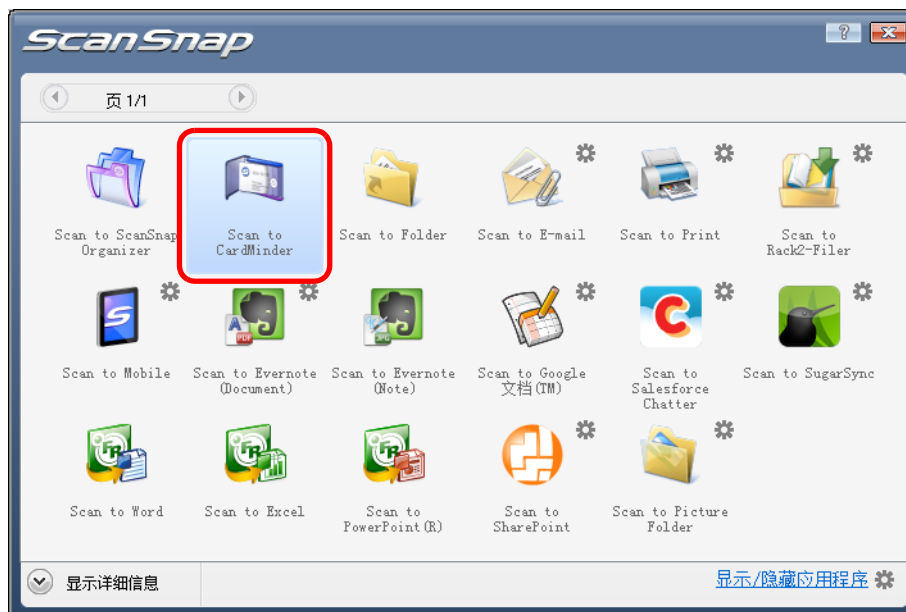 ScanSnap
页 1/1
Scan to ScanSnap
Organizer
Scan to
CardMinder
Scan to Folder
Scan to E-mail
Scan to Print
Scan to
Rack2-Filer
Scan to Mobile
Scan to Evernote
(Document)
Scan to Evernote
(Note)
Scan to Google
文档(TM)
Scan to
Salesforce
Chatter
Scan to SugarSync
Scan to Word
Scan to Excel
Scan to
PowerPoint(R)
Scan to
SharePoint
Scan to Picture
Folder
显示详细信息
显示/隐藏应用程序